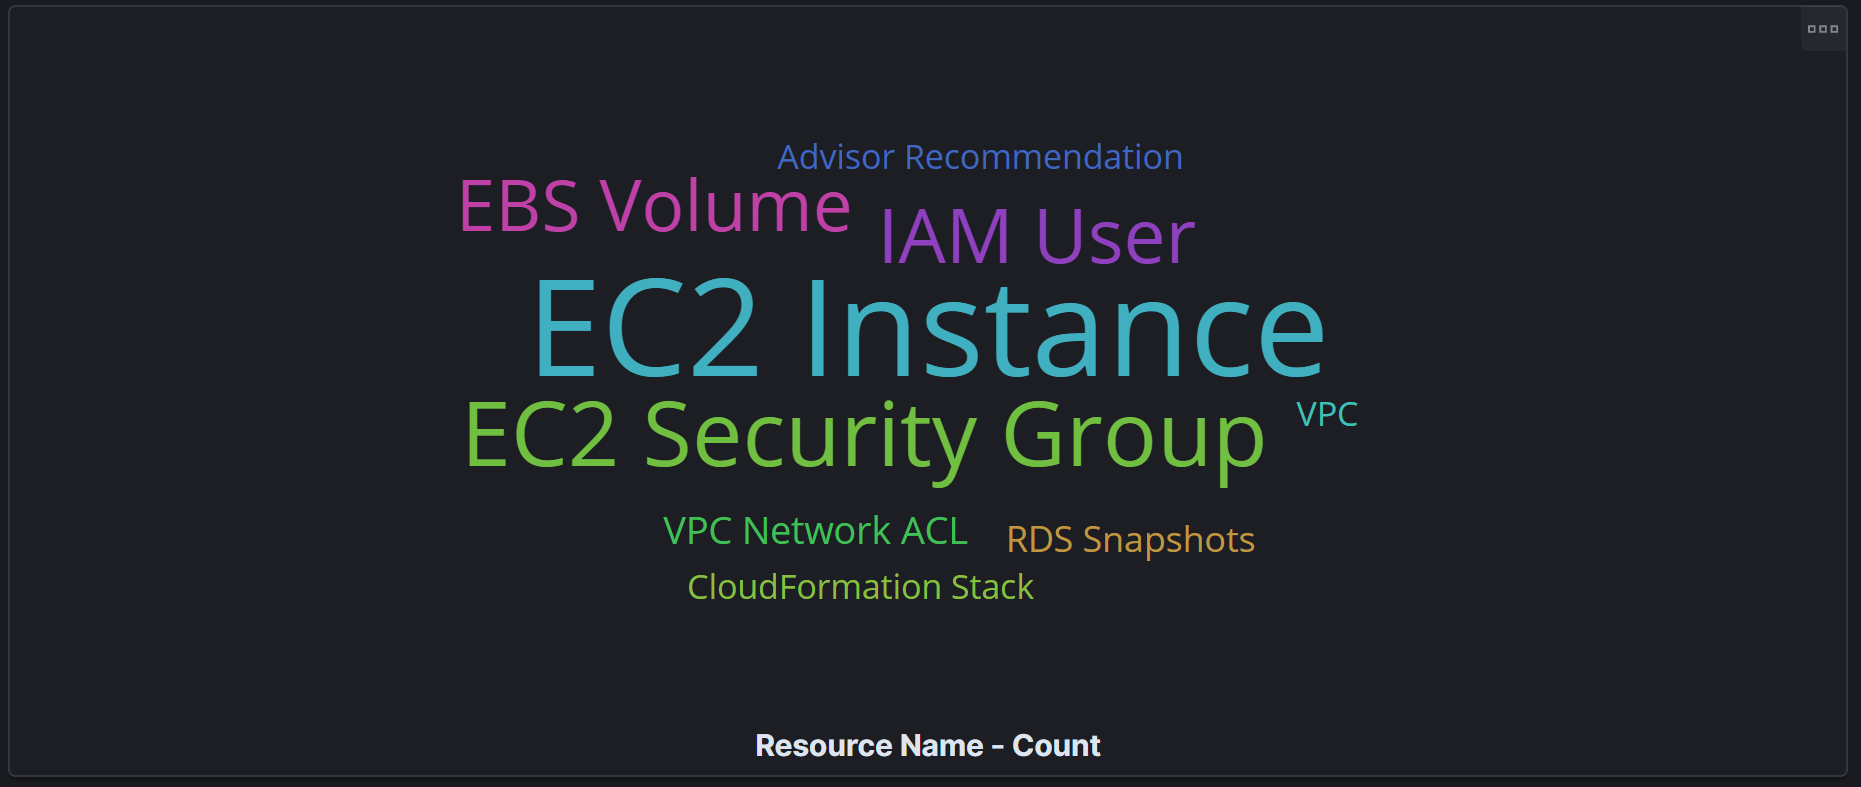 Advisor Recommendation
EBS Volume
IAM User
EC2 Instance
EC2 Security Group
VPC
VPC Network ACL
RDS Snapshots
CloudFormation Stack
Resource Name - Count